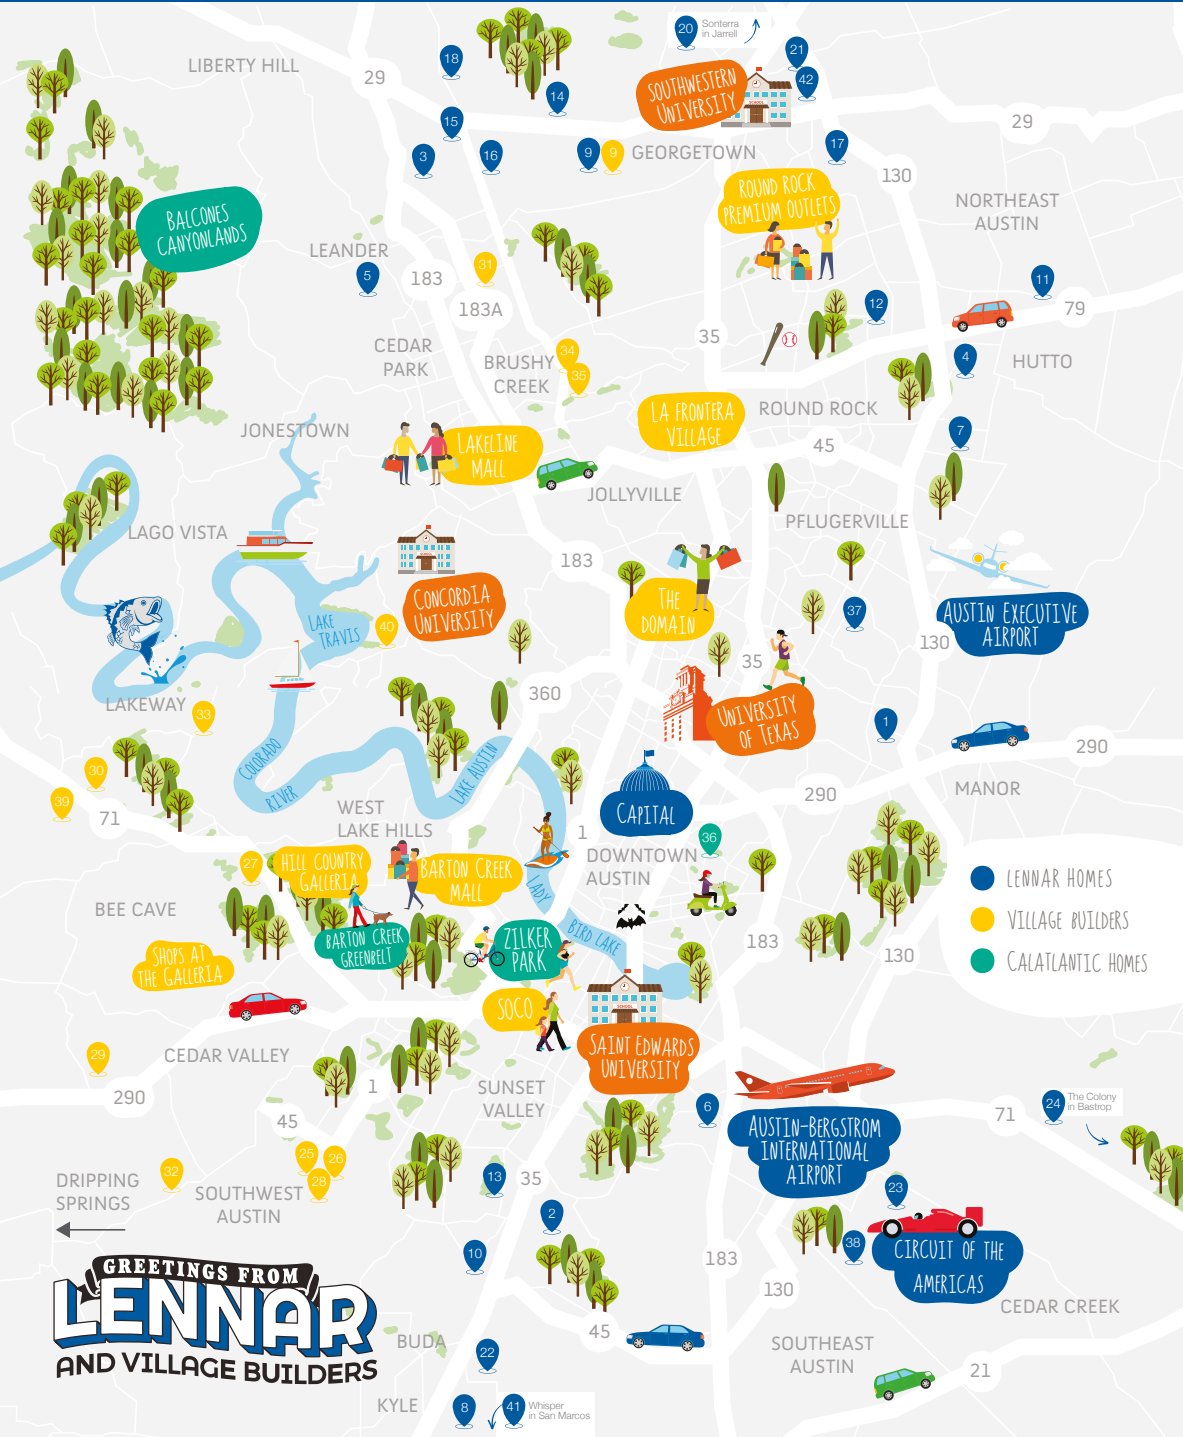 20
Sonterra
in Jarrell
21
18
LIBERTY HILL
29
42
SOUTHWESTERN
UNIVERSITY
SCHOOL
14
15
29
3
16
9
9
GEORGETOWN
17
130
ROUND ROCK
PREMIUM OUTLETS
NORTHEAST
AUSTIN
BALCONES
CANYONLANDS
LEANDER
5
183
31
183A
11
12
79
35
CEDAR
PARK
BRUSHY
CREEK
34
35
4
HUTTO
LA FRONTERA
VILLAGE
ROUND ROCK
JONESTOWN
7
LAKELINE
MALL
45
JOLLYVILLE
PFLUGERVILLE
LAGO VISTA
183
CONCORDIA
UNIVERSITY
THE
DOMAIN
37
AUSTIN EXECUTIVE
AIRPORT
LAKE
TRAVIS
40
130
35
360
LAKEWAY
33
UNIVERSITY
OF TEXAS
1
290
COLORADO
RIVER
LAKE AUSTIN
30
39
71
CAPITAL
290
MANOR
WEST
LAKE HILLS
1
36
DOWNTOWN
AUSTIN
27
HILL COUNTRY
GALLERIA
BARTON CREEK
MALL
LADY
BIRD LAKE
LENNAR HOMES
VILLAGE BUILDERS
CALATLANTIC HOMES
BEE CAVE
BARTON CREEK
GREENBELT
ZILKER
PARK
183
130
SHOPS AT
THE GALLERIA
SOCO
SCHOOL
SAINT EDWARDS
UNIVERSITY
29
CEDAR VALLEY
290
1
SUNSET
VALLEY
45
6
71
24
The Colony
in Bastrop
AUSTIN-BERGSTROM
INTERNATIONAL
AIRPORT
25
26
28
32
DRIPPING
SPRINGS
SOUTHWEST
AUSTIN
13
35
23
2
10
38
CIRCUIT OF THE
AMERICAS
183
130
CEDAR CREEK
GREETINGS FROM
LENNAR
AND VILLAGE BUILDERS
BUDA
45
22
SOUTHEAST
AUSTIN
21
KYLE
8
41
Whisper
in San Marcos